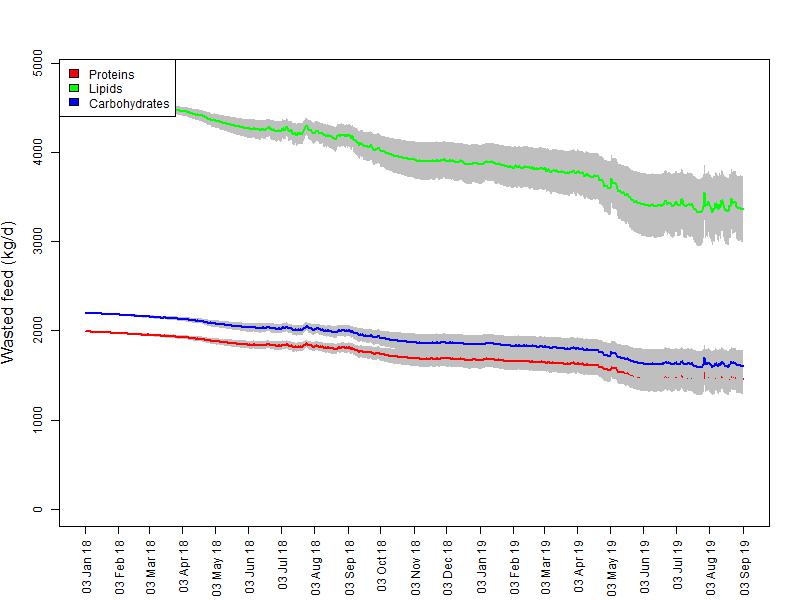 Proteins
Lipids
Carbohydrates
Wasted feed (kg/d)
5000
4000
3000
2000
1000
0
03 Jan 18
03 Feb 18
03 Mar 18
03 Apr 18
03 May 18
03 Jun 18
03 Jul 18
03 Aug 18
03 Sep 18
03 Oct 18
03 Nov 18
03 Dec 18
03 Jan 19
03 Feb 19
03 Mar 19
03 Apr 19
03 May 19
03 Jun 19
03 Jul 19
03 Aug 19
03 Sep 19